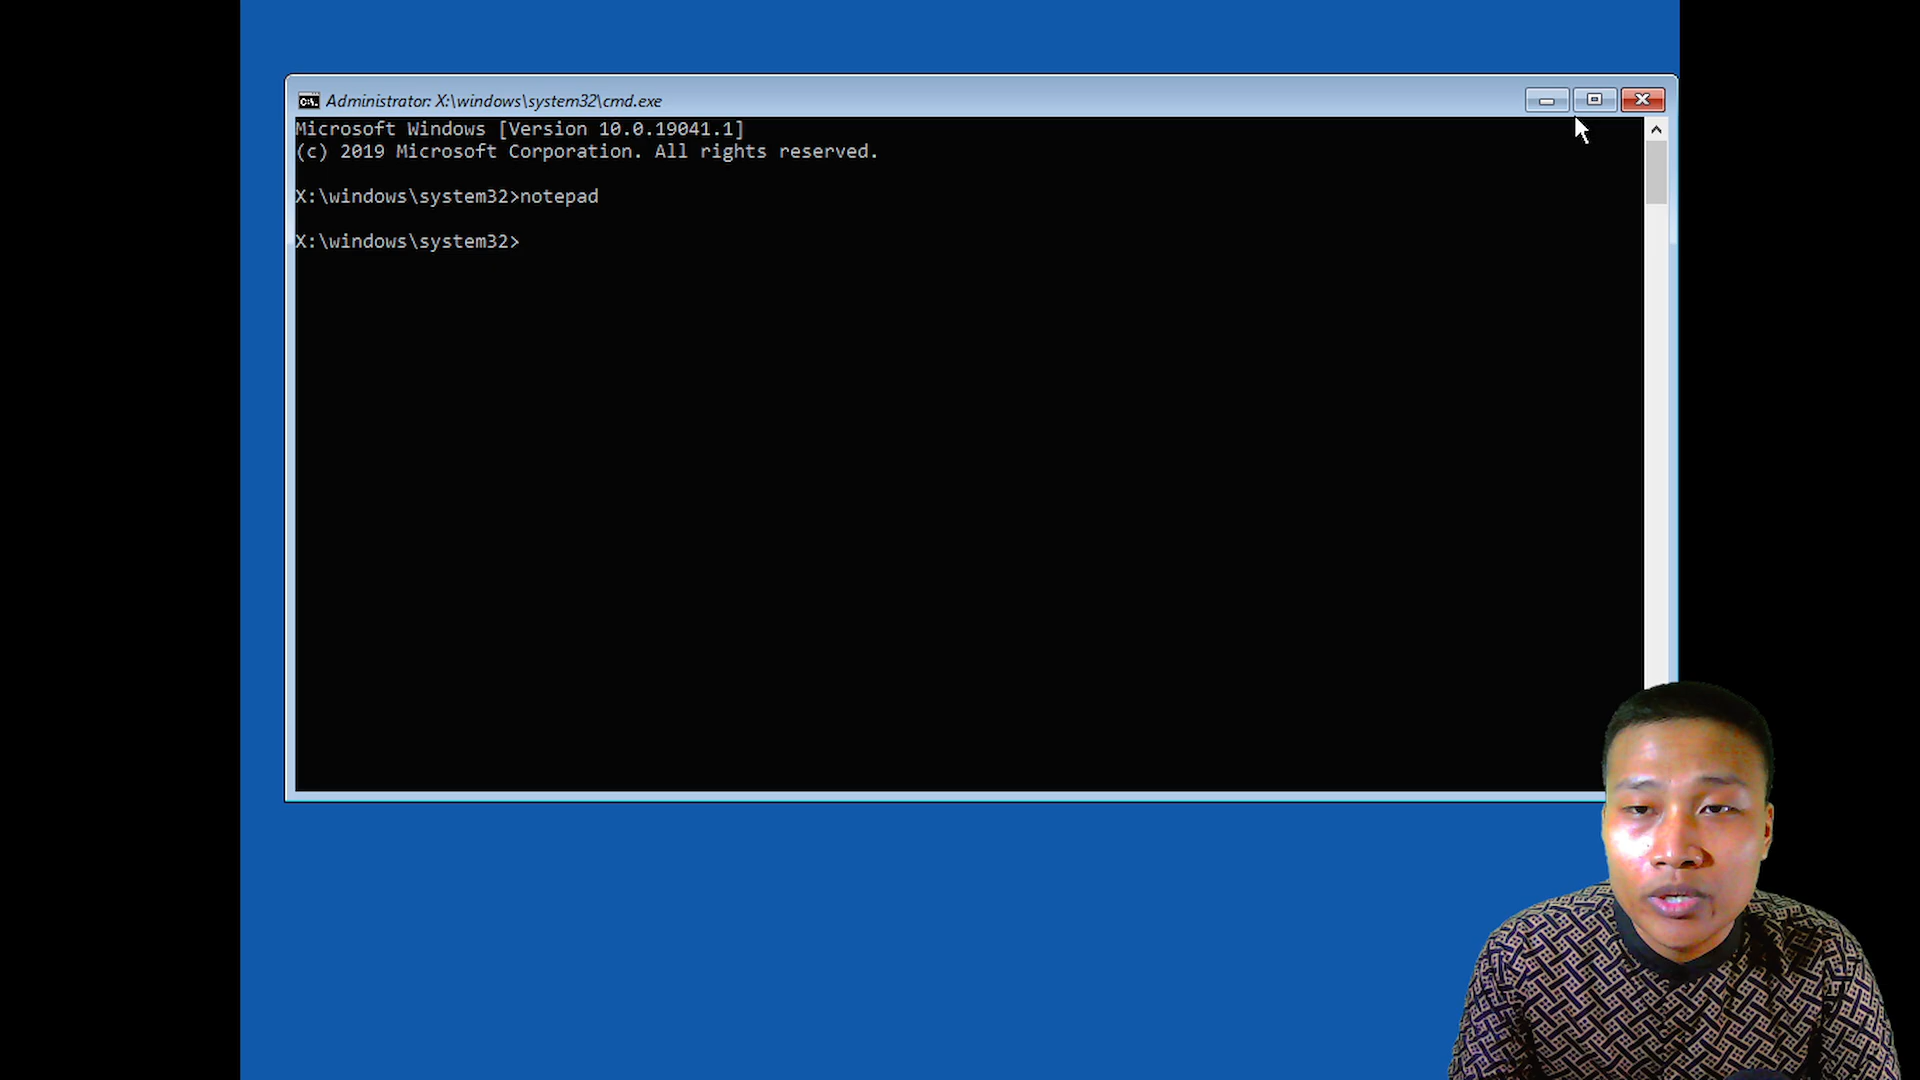 Administrator: X:\windows\system32\cmd.exe
Microsoft Windows [Version 10.0.19041.1]
(c) 2019 Microsoft Corporation. All rights reserved.
X:\windows\system32>notepad
X:\windows\system32>